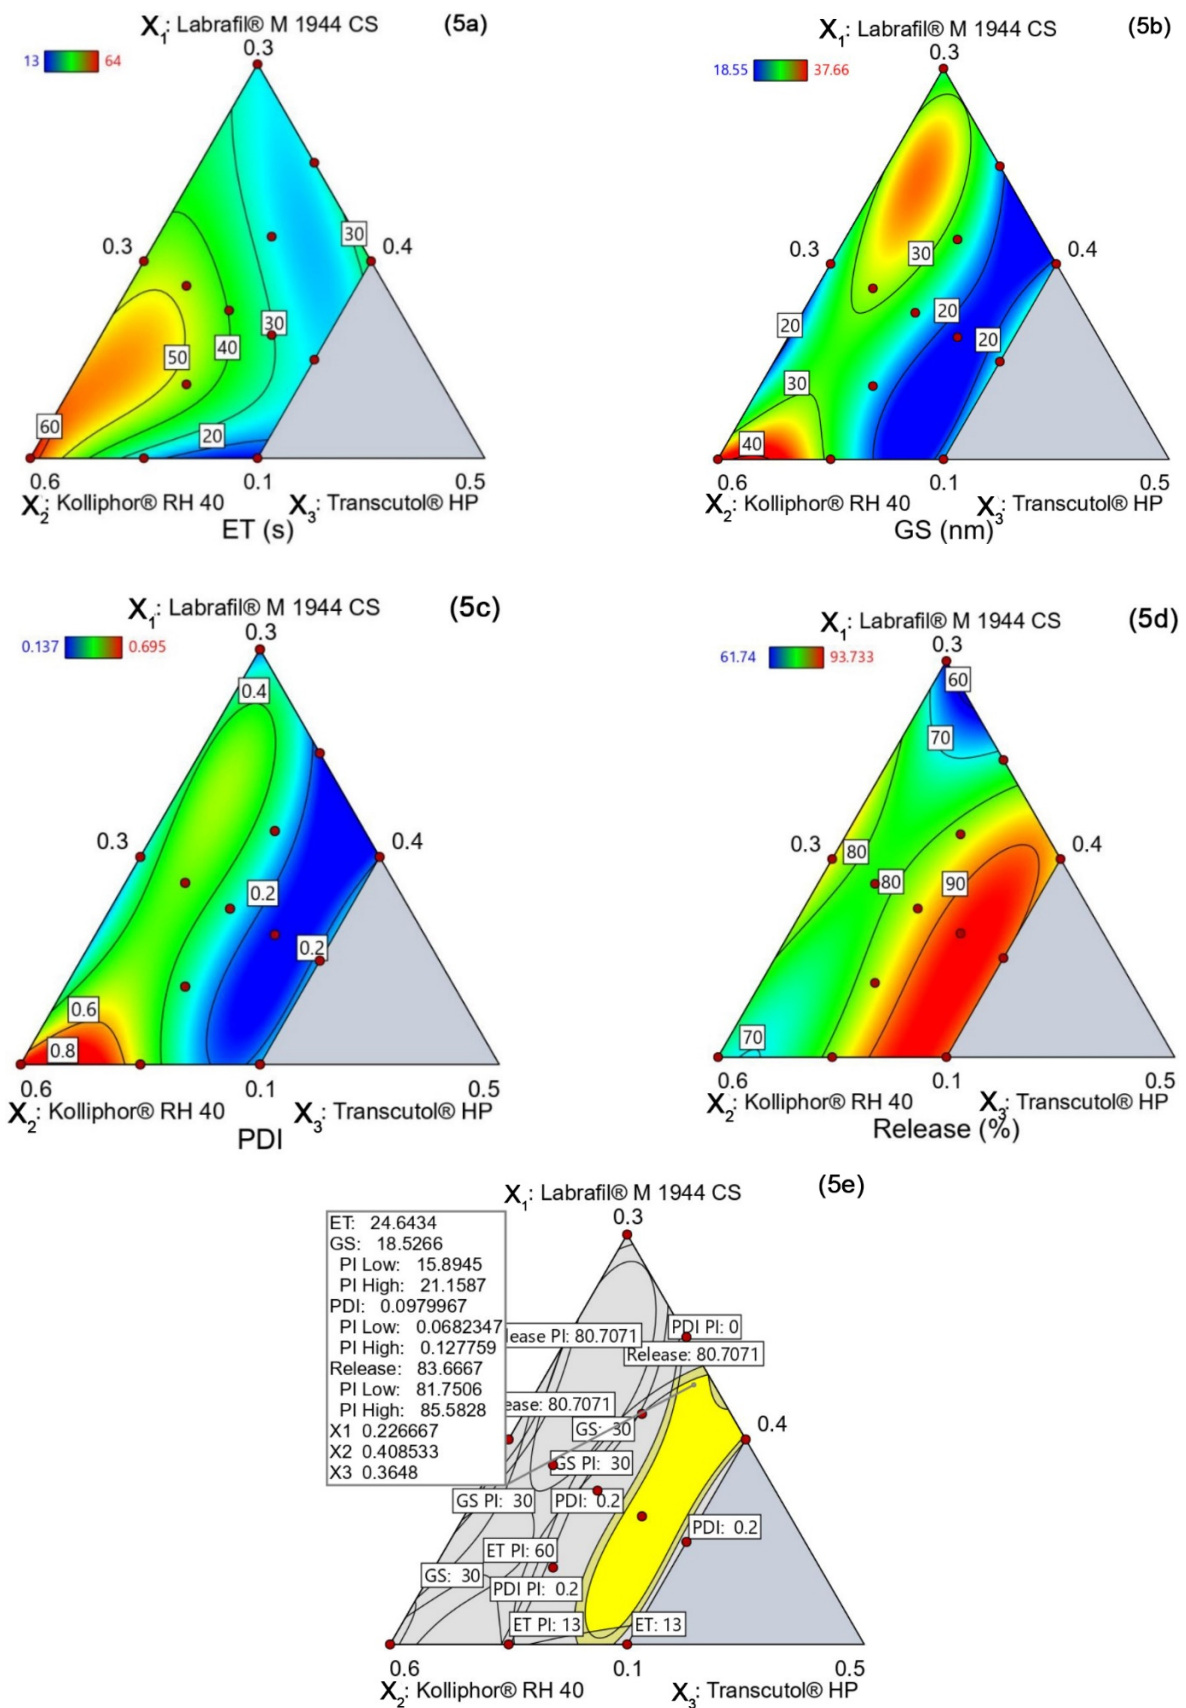 X1: Labrafil® M 1944 CS
(5a)
0.3
13
64
30
0.3
0.4
30
50
40
60
20
0.6
0.1
0.5
X2: Kolliphor® RH 40
X3: Transcutol® HP
ET (s)
X1: Labrafil® M 1944 CS
(5b)
0.3
18.55
37.66
0.3
0.4
30
20
20
20
30
40
0.6
0.1
0.5
X2: Kolliphor® RH 40
X3: Transcutol® HP
GS (nm)
X1: Labrafil® M 1944 CS
(5c)
0.3
0.137
0.695
0.4
0.3
0.4
0.2
0.2
0.6
0.8
0.6
0.1
0.5
X2: Kolliphor® RH 40
X3: Transcutol® HP
PDI
X1: Labrafil® M 1944 CS
(5d)
0.3
61.74
93.733
60
70
0.3
80
0.4
80
90
70
0.6
0.1
0.5
X2: Kolliphor® RH 40
X3: Transcutol® HP
Release (%)
X1: Labrafil® M 1944 CS
(5e)
0.3
ET: 24.6434
GS: 18.5266
PI Low: 15.8945
PI High: 21.1587
PDI: 0.0979967
PI Low: 0.0682347
PI High: 0.127759
Release: 83.6667
PI Low: 81.7506
PI High: 85.5828
X1 0.226667
X2 0.408533
X3 0.3648
PDI PI: 0
lease PI: 80.7071
Release: 80.7071
ease: 80.7071
0.4
GS: 30
GS PI: 30
GS PI: 30
PDI: 0.2
PDI: 0.2
ET PI: 60
GS: 30
PDI PI: 0.2
ET PI: 13
ET: 13
0.6
0.1
0.5
X2: Kolliphor® RH 40
X3: Transcutol® HP